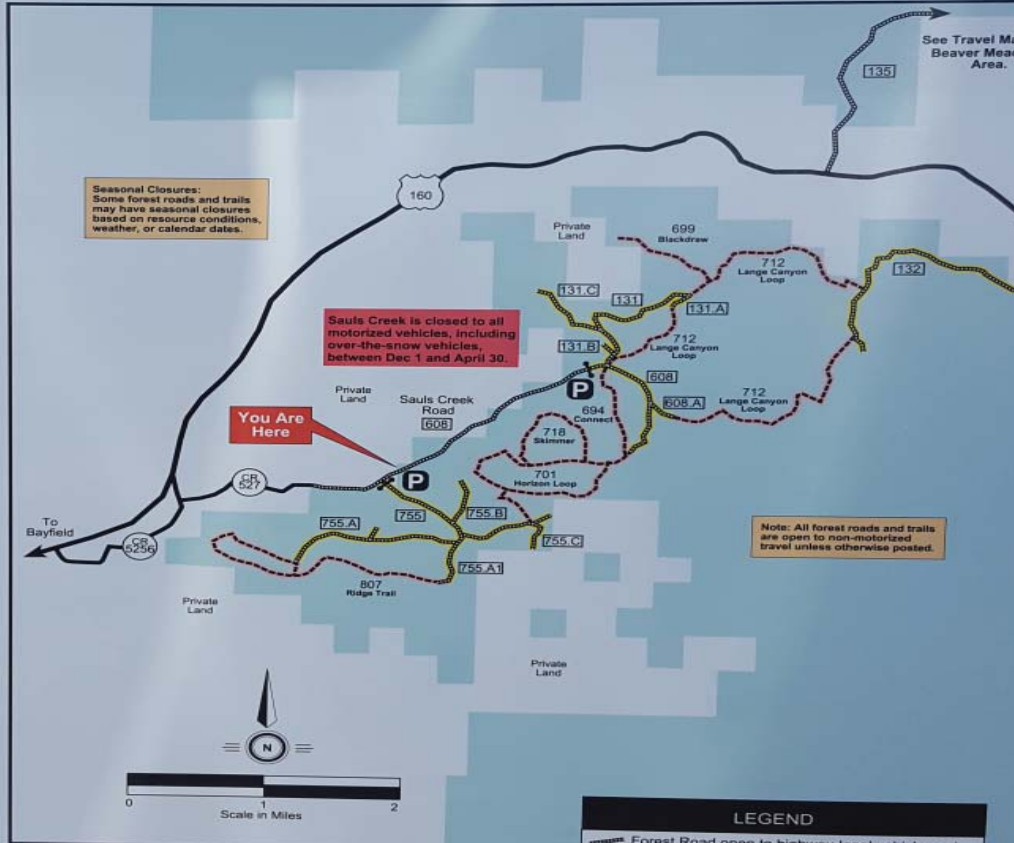 See Travel
Beaver
Area.
135
160
Seasonal Closures:
Some forest roads and trails
may have seasonal closures
based on resource conditions,
weather, or calendar dates.
Private
Land
699
Blackdraw
712
Lange Canyon
Loop
132
131.C
131
131.A
Sauls Creek is closed to all
motorized vehicles, including
over-the-snow vehicles,
between Dec 1 and April 30.
131.B
712
Lange Canyon
Loop
P
608
Private
Land
Sauls Creek
Road
608
608.A
712
Lange Canyon
Loop
694
Connect
You Are
Here
718
Skimmer
701
Horizon Loop
CR
527
P
To
Bayfield
CR
5256
755.A
755
755.B
755.C
755.A1
Note: All forest roads and trails
are open to non-motorized
travel unless otherwise posted.
807
Ridge Trail
Private
Land
Private
Land
N
0 1 2
Scale in Miles
LEGEND
Forest Road open to highway